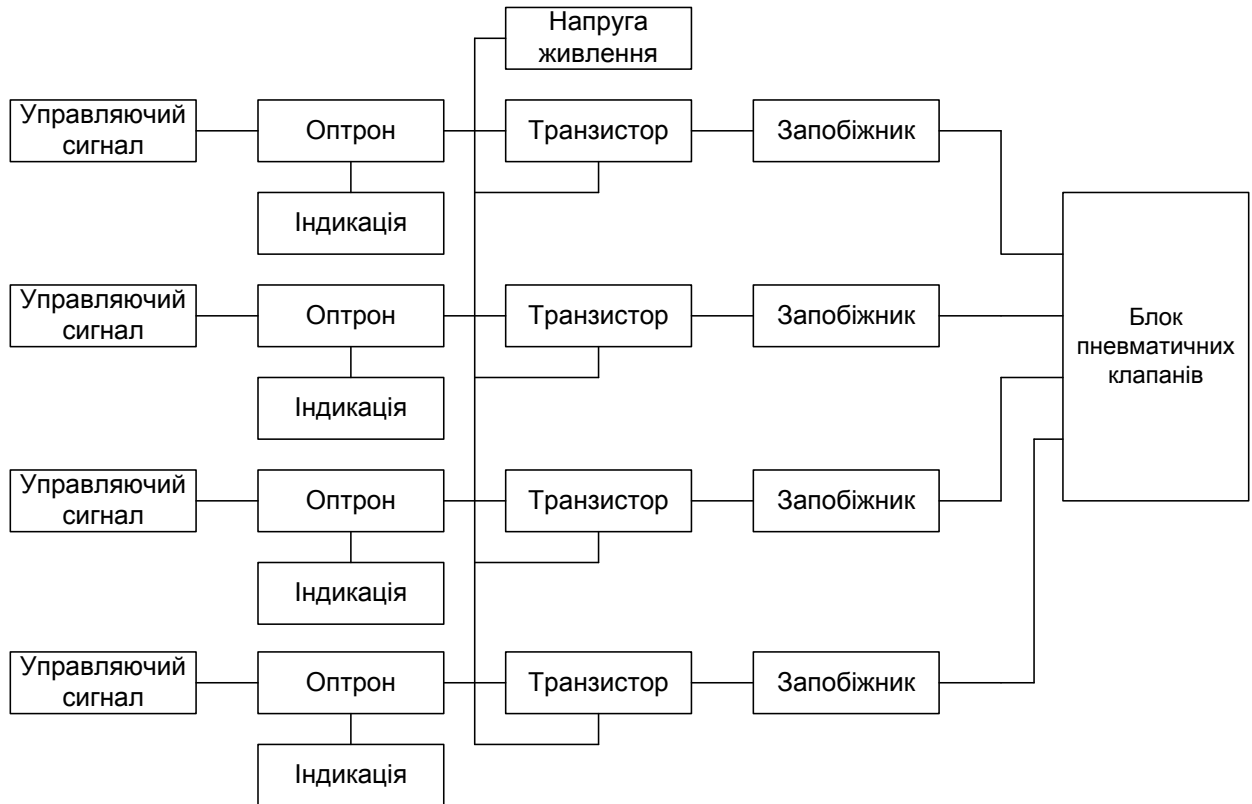 Напруга
живлення
Управляючий
сигнал
Оптрон
Транзистор
Запобіжник
Індикація
Управляючий
сигнал
Оптрон
Транзистор
Запобіжник
Індикація
Блок
пневматичних
клапанів
Управляючий
сигнал
Оптрон
Транзистор
Запобіжник
Індикація
Управляючий
сигнал
Оптрон
Транзистор
Запобіжник
Індикація